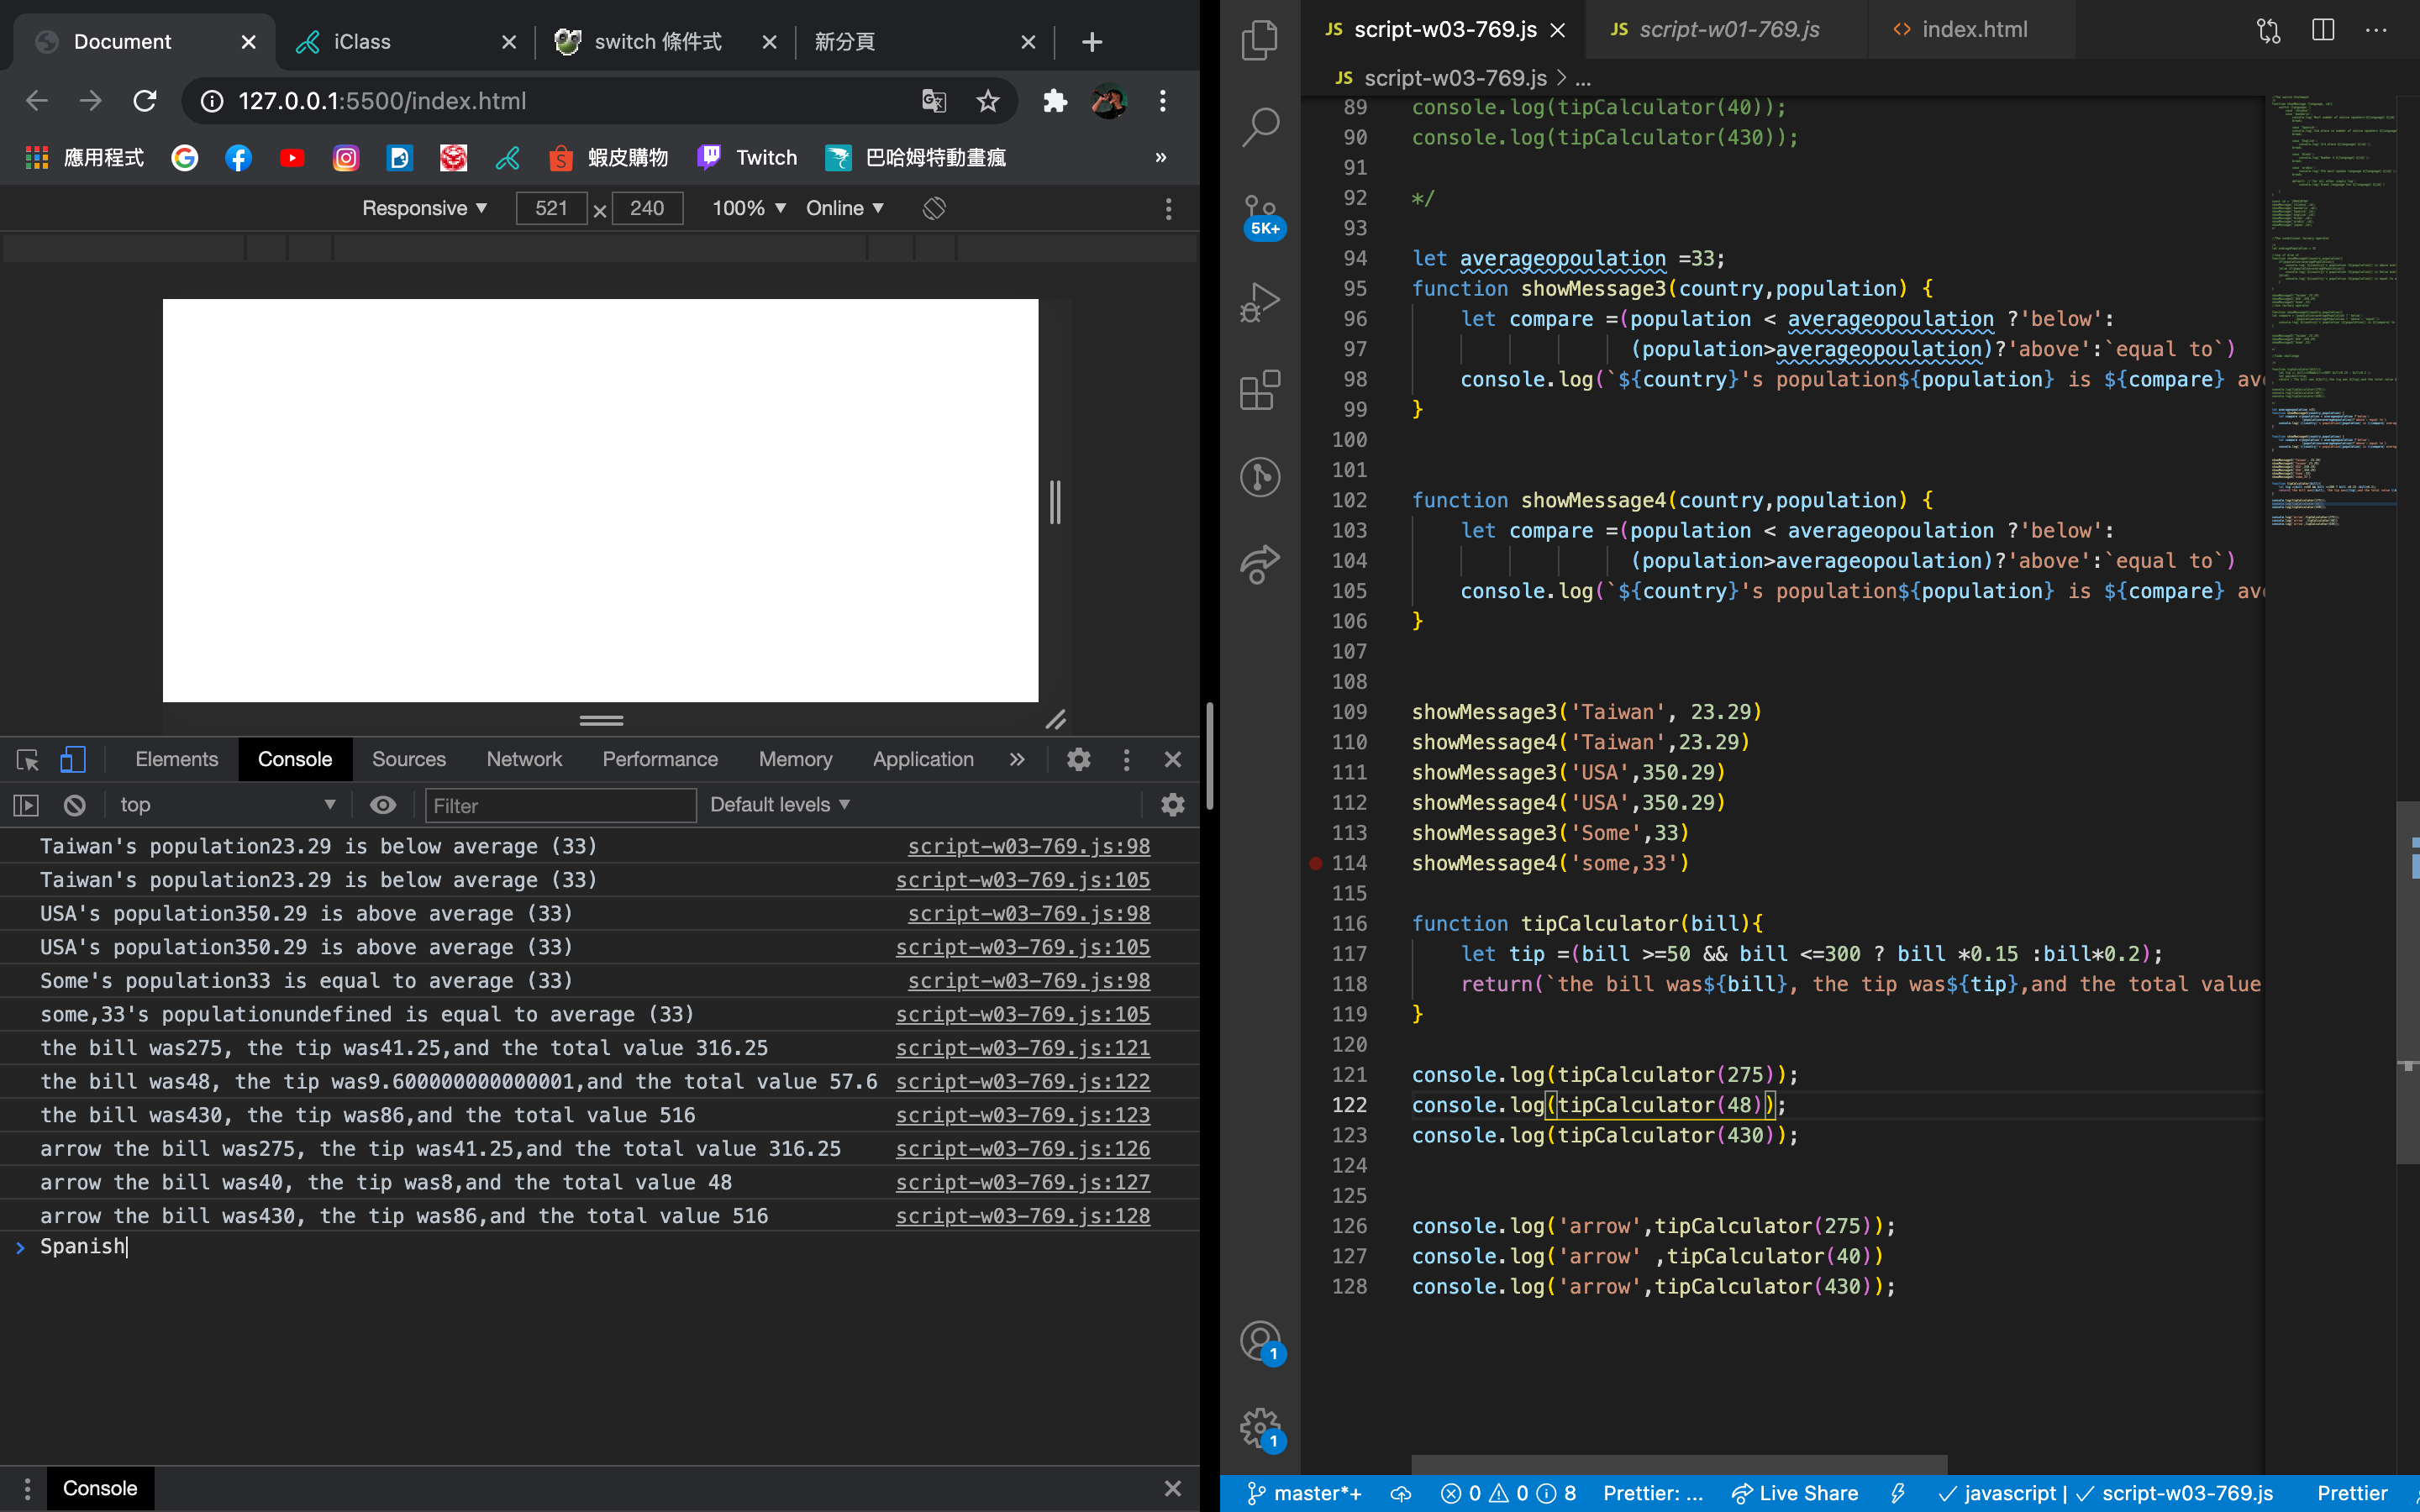 Document
iClass
switch 條件式
新分頁
127.0.0.1:5500/index.html
應用程式
蝦皮購物
Twitch
巴哈姆特動畫瘋
»
Responsive ▼
521 × 240
100% ▼
Online ▼
Elements
Console
Sources
Network
Performance
Memory
Application
»
top ▼
Filter
Default levels ▼
Taiwan's population23.29 is below average (33) script-w03-769.js:98
Taiwan's population23.29 is below average (33) script-w03-769.js:105
USA's population350.29 is above average (33) script-w03-769.js:98
USA's population350.29 is above average (33) script-w03-769.js:105
Some's population33 is equal to average (33) script-w03-769.js:98
some,33's populationundefined is equal to average (33) script-w03-769.js:105
the bill was275, the tip was41.25,and the total value 316.25 script-w03-769.js:121
the bill was48, the tip was9.600000000000001,and the total value 57.6 script-w03-769.js:122
the bill was430, the tip was86,and the total value 516 script-w03-769.js:123
arrow the bill was275, the tip was41.25,and the total value 316.25 script-w03-769.js:126
arrow the bill was40, the tip was8,and the total value 48 script-w03-769.js:127
arrow the bill was430, the tip was86,and the total value 516 script-w03-769.js:128
> Spanish
Console
JS script-w03-769.js
JS script-w01-769.js
<> index.html
JS script-w03-769.js > ...
5K+
1
1
89 console.log(tipCalculator(40));
90 console.log(tipCalculator(430));
91
92 */
93
94 let averageopoulation =33;
95 function showMessage3(country,population) {
96 let compare =(population < averageopoulation ?'below':
97 (population>averageopoulation)?'above':`equal to`)
98 console.log(`${country}'s population${population} is ${compare} ave
99 }
100
101
102 function showMessage4(country,population) {
103 let compare =(population < averageopoulation ?'below':
104 (population>averageopoulation)?'above':`equal to`)
105 console.log(`${country}'s population${population} is ${compare} ave
106 }
107
108
109 showMessage3('Taiwan', 23.29)
110 showMessage4('Taiwan',23.29)
111 showMessage3('USA',350.29)
112 showMessage4('USA',350.29)
113 showMessage3('Some',33)
114 showMessage4('some,33')
115
116 function tipCalculator(bill){
117 let tip =(bill >=50 && bill <=300 ? bill *0.15 :bill*0.2);
118 return(`the bill was${bill}, the tip was${tip},and the total value
119 }
120
121 console.log(tipCalculator(275));
122 console.log(tipCalculator(48));
123 console.log(tipCalculator(430));
124
125
126 console.log('arrow',tipCalculator(275));
127 console.log('arrow' ,tipCalculator(40))
128 console.log('arrow',tipCalculator(430));
master*+
0 0 8
Prettier: ...
Live Share
javascript | script-w03-769.js
Prettier